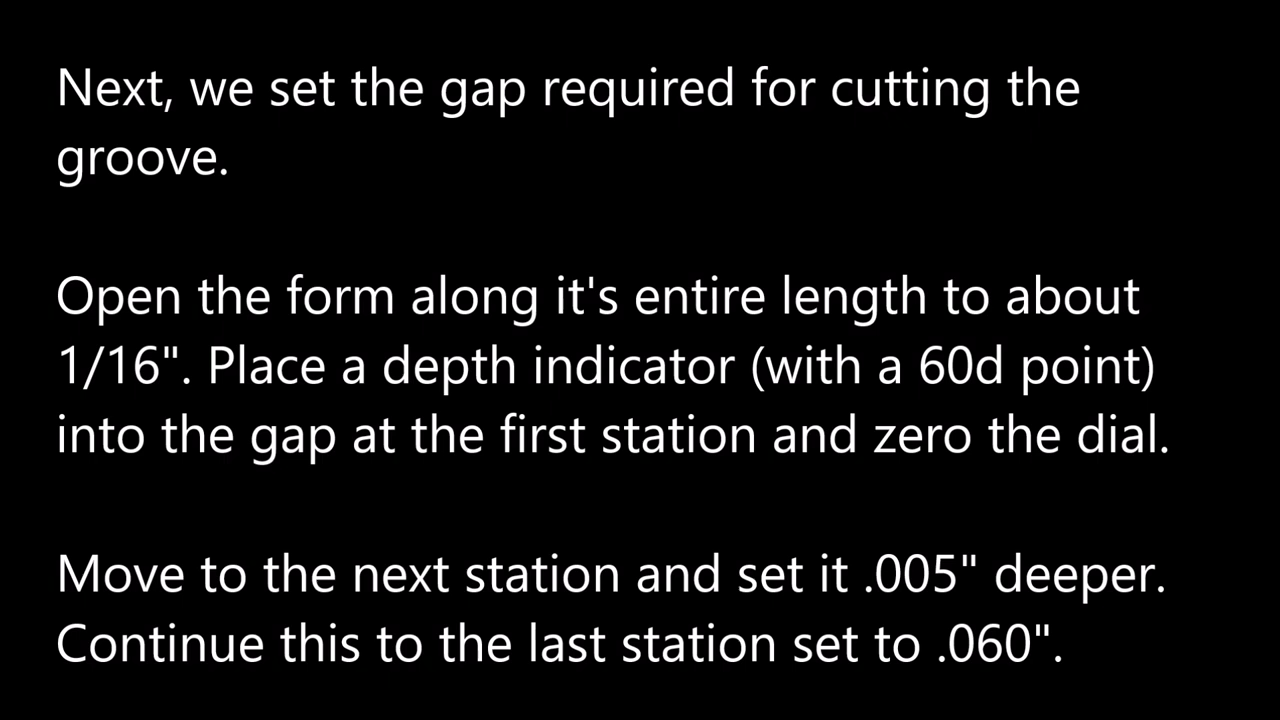 Next, we set the gap required for cutting the
groove.
Open the form along it's entire length to about
1/16". Place a depth indicator (with a 60d point)
into the gap at the first station and zero the dial.
Move to the next station and set it .005" deeper.
Continue this to the last station set to .060".